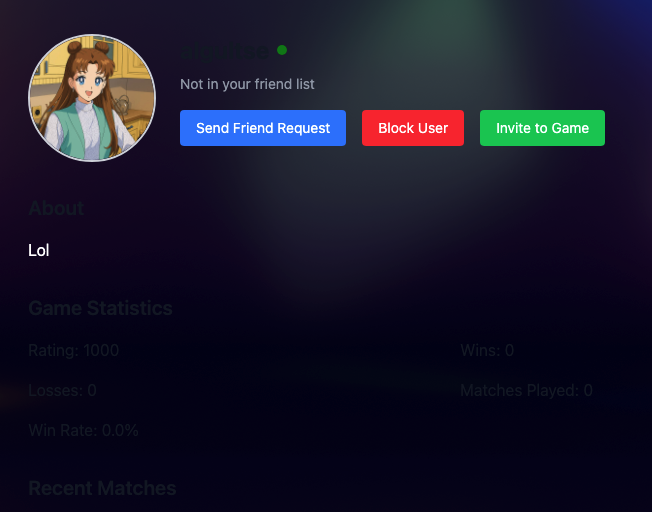 Not in your friend list
Send Friend Request Block User Invite to Game
About
Lol
Game Statistics
Rating: 1000 Wins: 0
Losses: 0 Matches Played: 0
Win Rate: 0.0%
Recent Matches